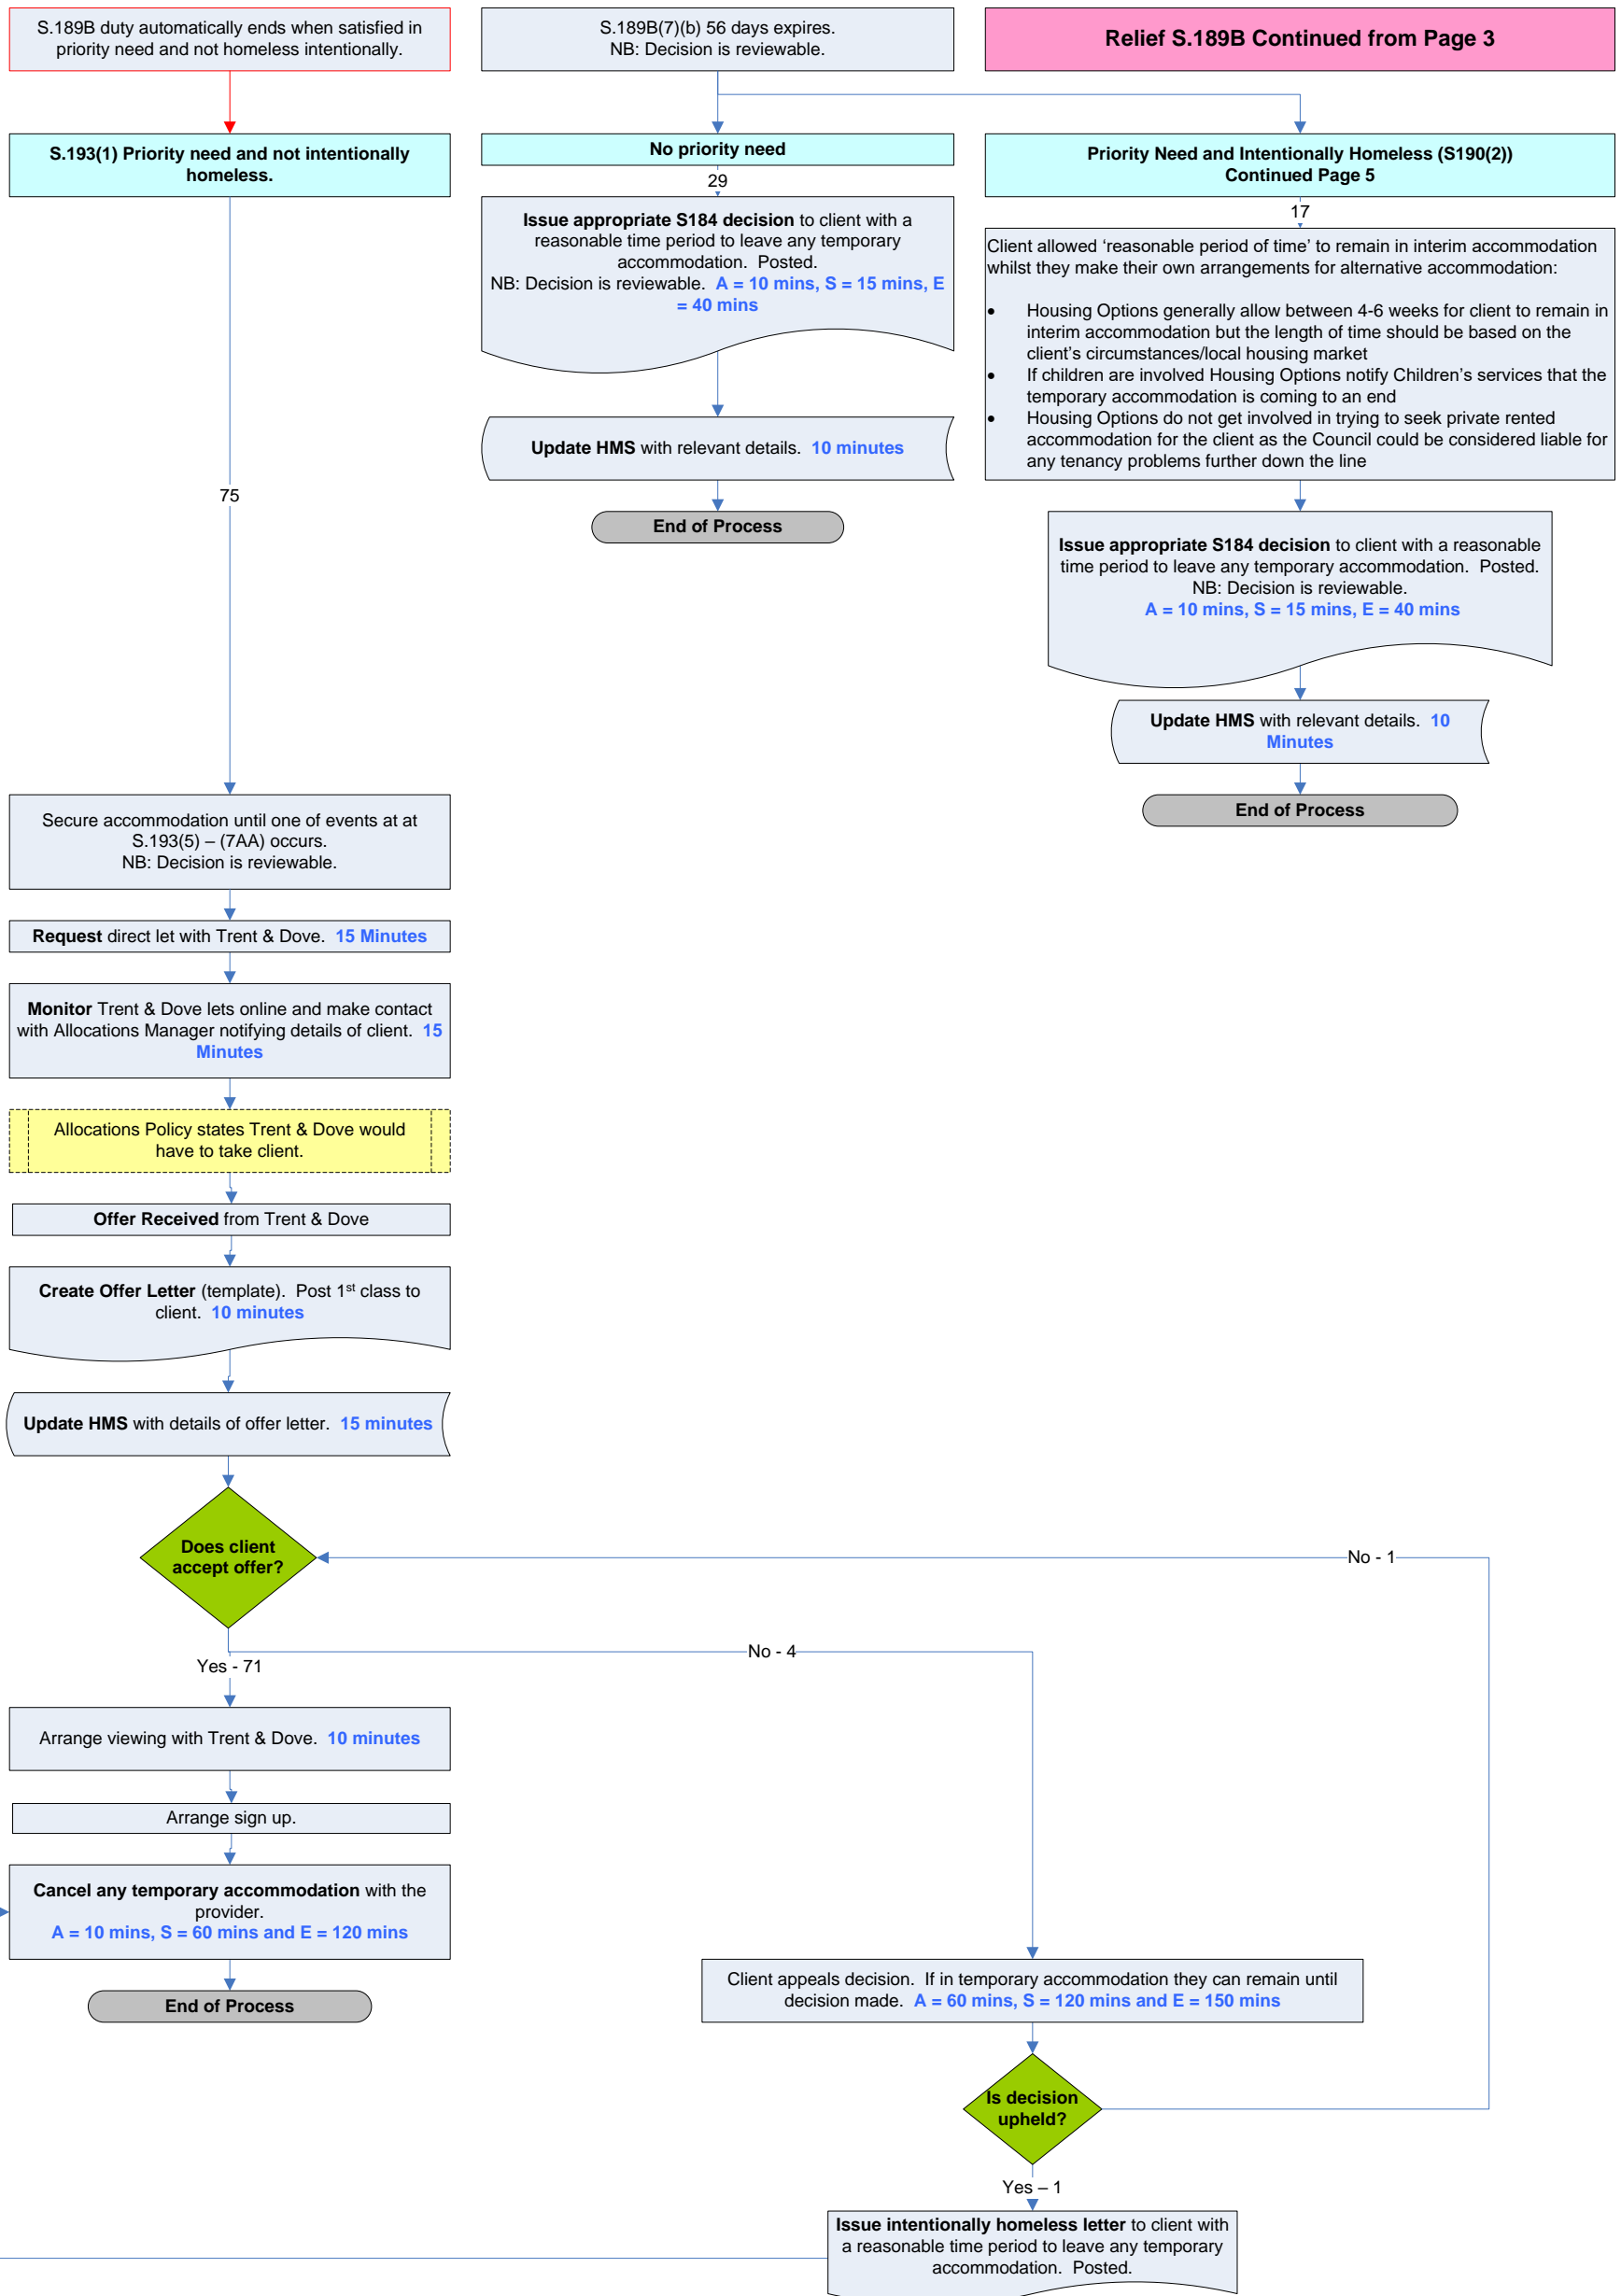 S.189B duty automatically ends when satisfied in
priority need and not homeless intentionally.
S.189B(7)(b) 56 days expires.
NB: Decision is reviewable.
Relief S.189B Continued from Page 3
S.193(1) Priority need and not intentionally
homeless.
No priority need
Priority Need and Intentionally Homeless (S190(2))
Continued Page 5
29
17
Issue appropriate S184 decision to client with a
reasonable time period to leave any temporary
accommodation. Posted.
NB: Decision is reviewable. A = 10 mins, S = 15 mins, E
= 40 mins
Client allowed ‘reasonable period of time’ to remain in interim accommodation
whilst they make their own arrangements for alternative accommodation:
• Housing Options generally allow between 4-6 weeks for client to remain in
interim accommodation but the length of time should be based on the
client’s circumstances/local housing market
• If children are involved Housing Options notify Children’s services that the
temporary accommodation is coming to an end
• Housing Options do not get involved in trying to seek private rented
accommodation for the client as the Council could be considered liable for
any tenancy problems further down the line
Update HMS with relevant details. 10 minutes
End of Process
75
Issue appropriate S184 decision to client with a reasonable
time period to leave any temporary accommodation. Posted.
NB: Decision is reviewable.
A = 10 mins, S = 15 mins, E = 40 mins
Update HMS with relevant details. 10
Minutes
End of Process
Secure accommodation until one of events at at
S.193(5) – (7AA) occurs.
NB: Decision is reviewable.
Request direct let with Trent & Dove. 15 Minutes
Monitor Trent & Dove lets online and make contact
with Allocations Manager notifying details of client. 15
Minutes
Allocations Policy states Trent & Dove would
have to take client.
Offer Received from Trent & Dove
Create Offer Letter (template). Post 1st class to
client. 10 minutes
Update HMS with details of offer letter. 15 minutes
Does client
accept offer?
No - 1
No - 4
Yes - 71
Arrange viewing with Trent & Dove. 10 minutes
Arrange sign up.
Cancel any temporary accommodation with the
provider.
A = 10 mins, S = 60 mins and E = 120 mins
End of Process
Client appeals decision. If in temporary accommodation they can remain until
decision made. A = 60 mins, S = 120 mins and E = 150 mins
Is decision
upheld?
Yes – 1
Issue intentionally homeless letter to client with
a reasonable time period to leave any temporary
accommodation. Posted.